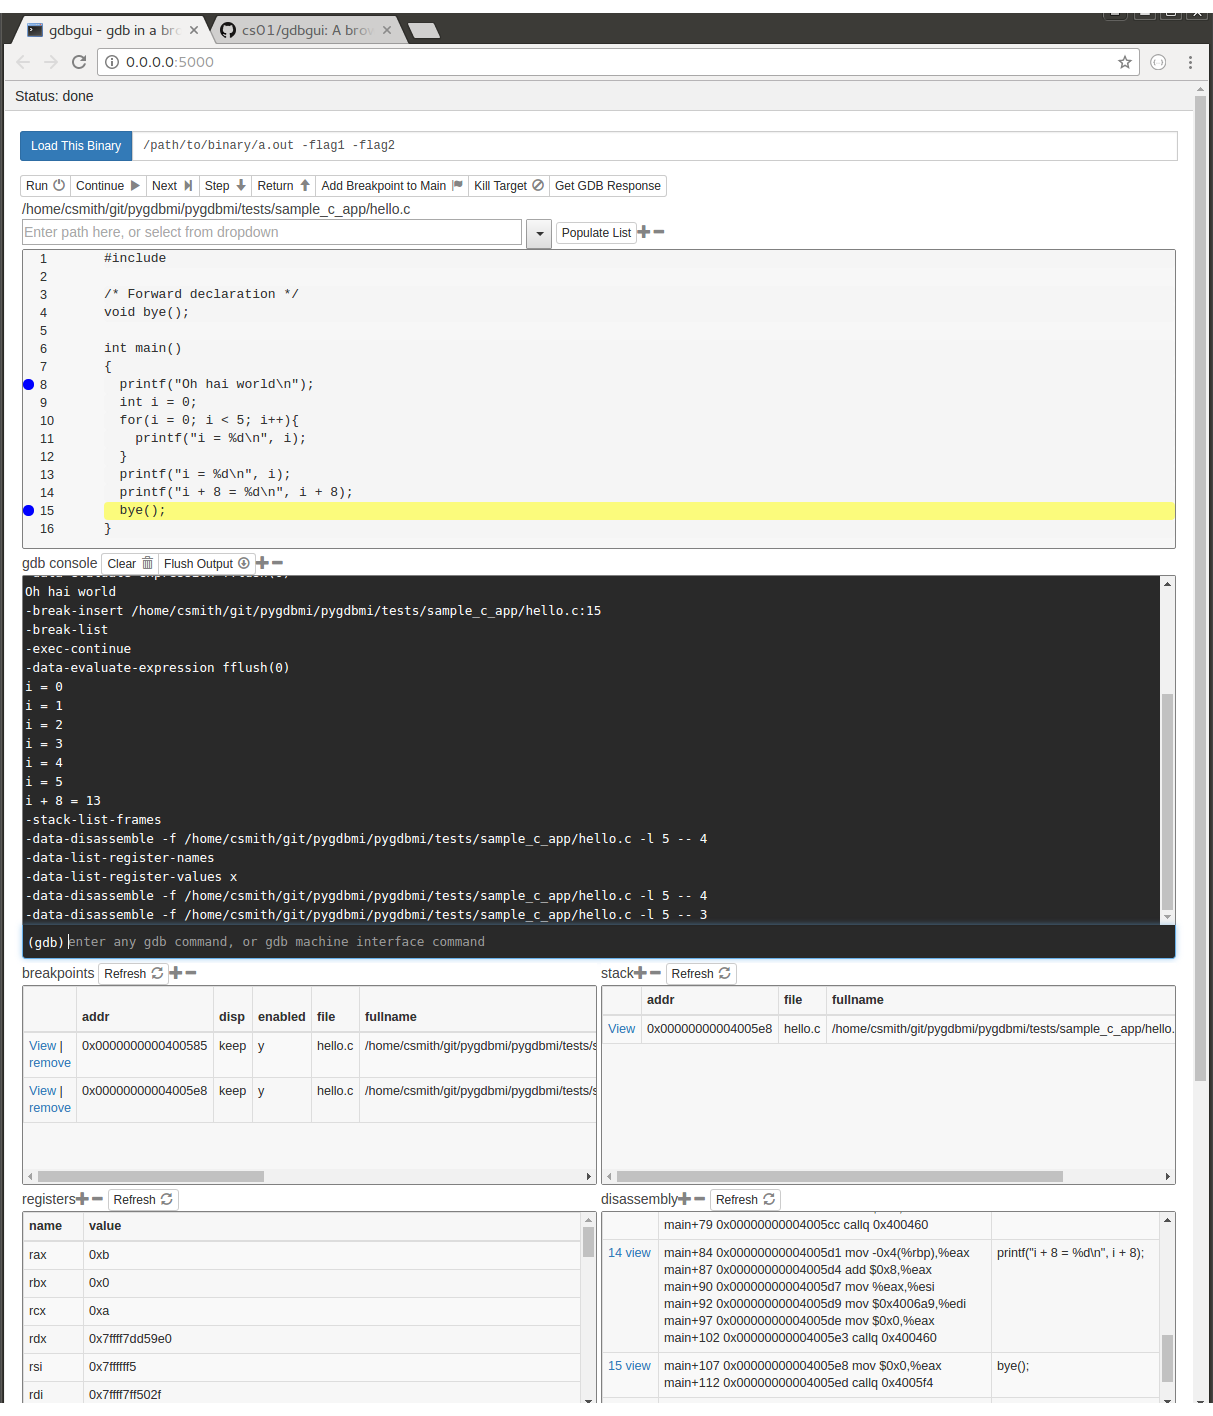 gdbgui - gdb in a bro
cs01/gdbgui: A brow
0.0.0.0:5000
Status: done
Load This Binary /path/to/binary/a.out -flag1 -flag2
Run Continue Next Step Return Add Breakpoint to Main Kill Target Get GDB Response
/home/csmith/git/pygdbmi/pygdbmi/tests/sample_c_app/hello.c
Enter path here, or select from dropdown Populate List
1 #include
2
3 /* Forward declaration */
4 void bye();
5
6 int main()
7 {
8 printf("Oh hai world\n");
9 int i = 0;
10 for(i = 0; i < 5; i++){
11 printf("i = %d\n", i);
12 }
13 printf("i = %d\n", i);
14 printf("i + 8 = %d\n", i + 8);
15 bye();
16 }
gdb console Clear Flush Output
-data-evaluate-expression fflush(0)
Oh hai world
-break-insert /home/csmith/git/pygdbmi/pygdbmi/tests/sample_c_app/hello.c:15
-break-list
-exec-continue
-data-evaluate-expression fflush(0)
i = 0
i = 1
i = 2
i = 3
i = 4
i = 5
i + 8 = 13
-stack-list-frames
-data-disassemble -f /home/csmith/git/pygdbmi/pygdbmi/tests/sample_c_app/hello.c -l 5 -- 4
-data-list-register-names
-data-list-register-values x
-data-disassemble -f /home/csmith/git/pygdbmi/pygdbmi/tests/sample_c_app/hello.c -l 5 -- 4
-data-disassemble -f /home/csmith/git/pygdbmi/pygdbmi/tests/sample_c_app/hello.c -l 5 -- 3
(gdb) enter any gdb command, or gdb machine interface command
breakpoints Refresh
addr disp enabled file fullname
View | 0x0000000000400585 keep y hello.c /home/csmith/git/pygdbmi/pygdbmi/tests/s
remove
View | 0x00000000004005e8 keep y hello.c /home/csmith/git/pygdbmi/pygdbmi/tests/s
remove
stack Refresh
addr file fullname
View 0x00000000004005e8 hello.c /home/csmith/git/pygdbmi/pygdbmi/tests/sample_c_app/hello.
registers Refresh
name value
rax 0xb
rbx 0x0
rcx 0xa
rdx 0x7ffff7dd59e0
rsi 0x7ffffff5
rdi 0x7ffff7ff502f
disassembly Refresh
main+79 0x00000000004005cc callq 0x400460
14 view main+84 0x00000000004005d1 mov -0x4(%rbp),%eax printf("i + 8 = %d\n", i + 8);
main+87 0x00000000004005d4 add $0x8,%eax
main+90 0x00000000004005d7 mov %eax,%esi
main+92 0x00000000004005d9 mov $0x4006a9,%edi
main+97 0x00000000004005de mov $0x0,%eax
main+102 0x00000000004005e3 callq 0x400460
15 view main+107 0x00000000004005e8 mov $0x0,%eax bye();
main+112 0x00000000004005ed callq 0x4005f4